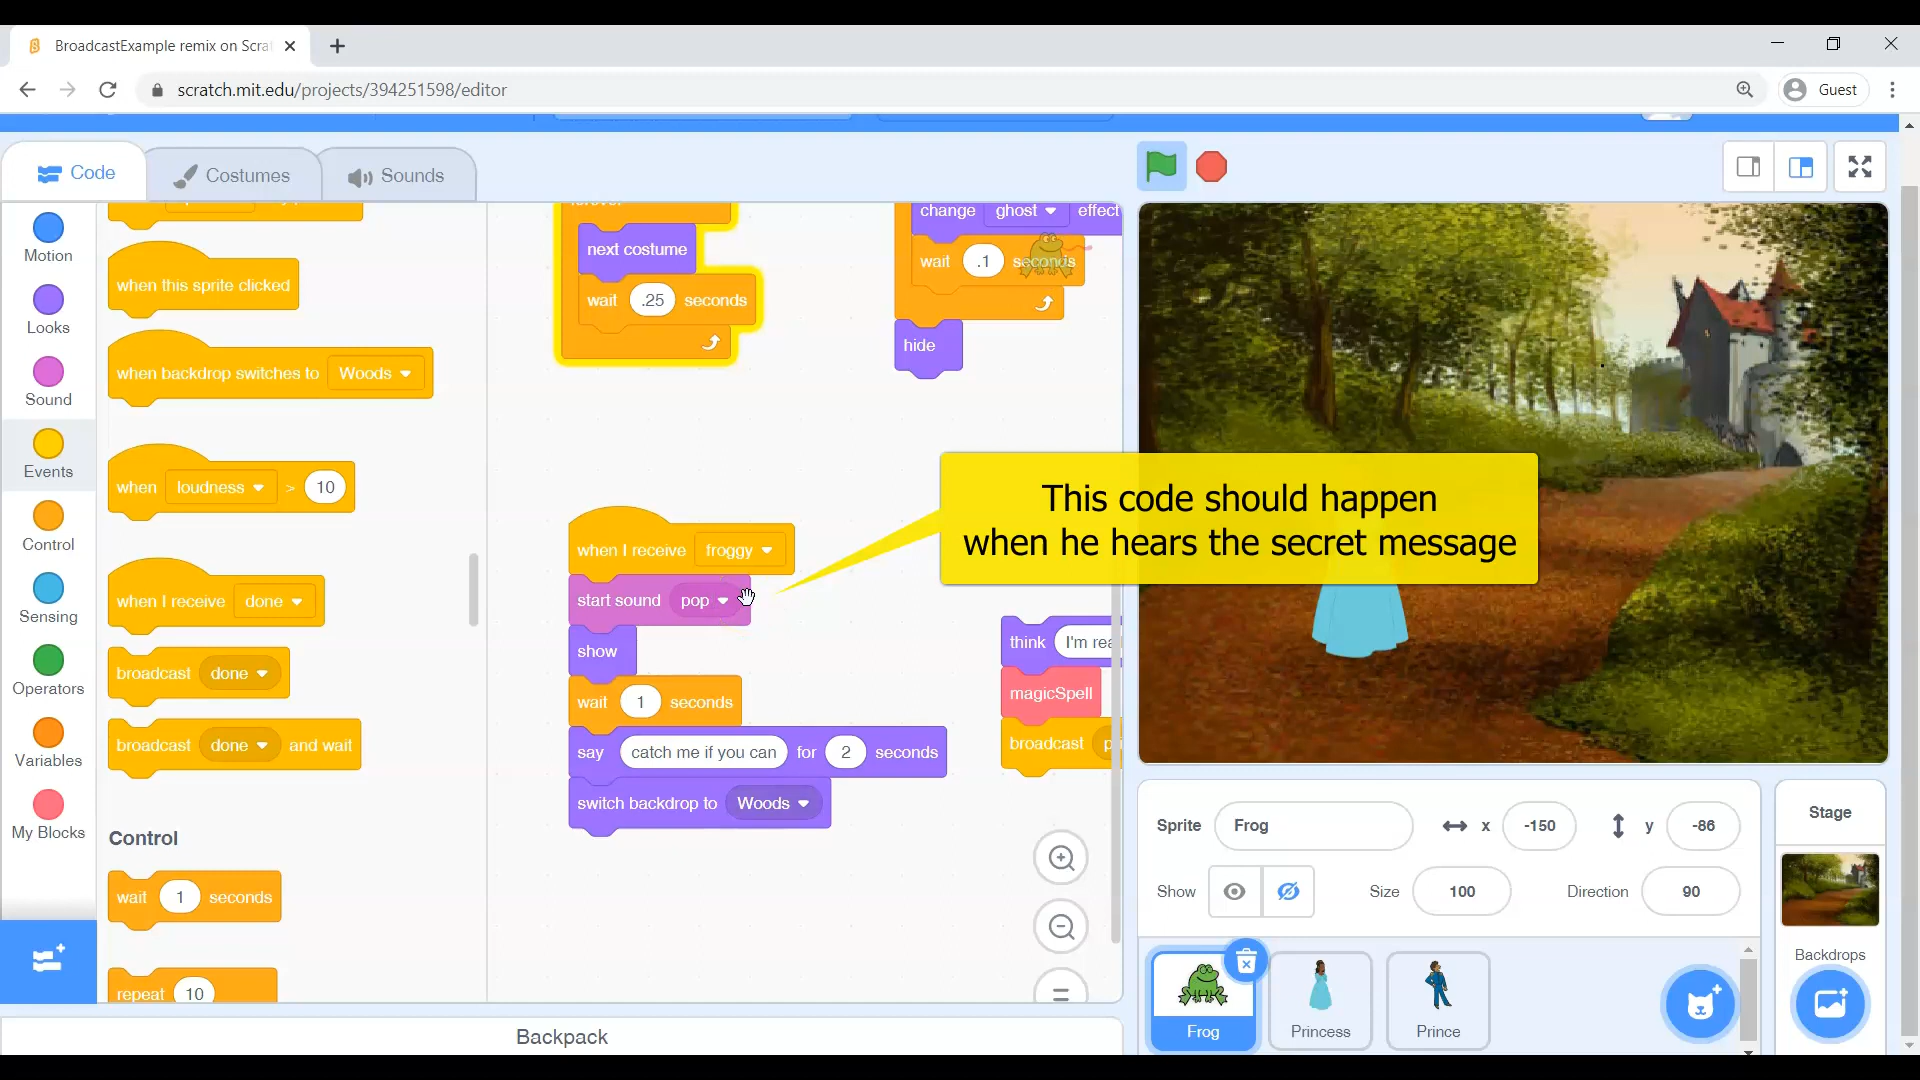 BroadcastExample remix on Scra
scratch.mit.edu/projects/394251598/editor
Guest
Code
Costumes
Sounds
Motion
Looks
Sound
Events
Control
Sensing
Operators
Variables
My Blocks
when this sprite clicked
when backdrop switches to Woods
when loudness > 10
when I receive done
broadcast done
broadcast done and wait
Control
wait 1 seconds
repeat 10
next costume
wait .25 seconds
change ghost effect
wait .1 seconds
hide
when I receive froggy
start sound pop
show
wait 1 seconds
say catch me if you can for 2 seconds
switch backdrop to Woods
think I'm rea
magicSpell
broadcast
This code should happen
when he hears the secret message
Backpack
Sprite Frog x -150 y -86
Show Size 100 Direction 90
Frog
Princess
Prince
Stage
Backdrops